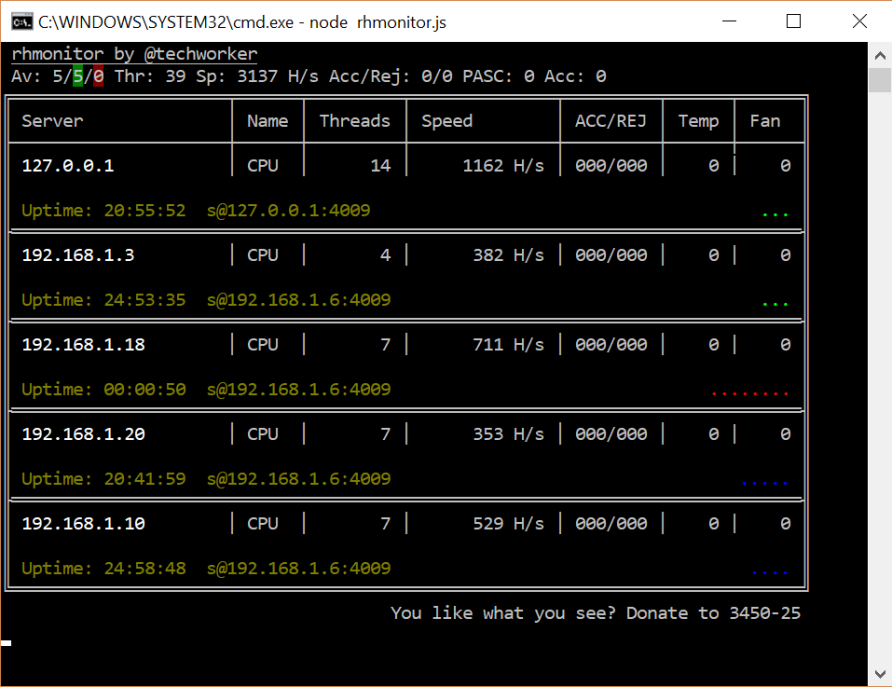 C:\WINDOWS\SYSTEM32\cmd.exe - node rhmonitor.js
rhmonitor by @techworker
Av: 5/5/0 Thr: 39 Sp: 3137 H/s Acc/Rej: 0/0 PASC: 0 Acc: 0
Server Name Threads Speed ACC/REJ Temp Fan
127.0.0.1 CPU 14 1162 H/s 000/000 0 0
Uptime: 20:55:52 s@127.0.0.1:4009 ...
192.168.1.3 CPU 4 382 H/s 000/000 0 0
Uptime: 24:53:35 s@192.168.1.6:4009 ...
192.168.1.18 CPU 7 711 H/s 000/000 0 0
Uptime: 00:00:50 s@192.168.1.6:4009 ........
192.168.1.20 CPU 7 353 H/s 000/000 0 0
Uptime: 20:41:59 s@192.168.1.6:4009 .....
192.168.1.10 CPU 7 529 H/s 000/000 0 0
Uptime: 24:58:48 s@192.168.1.6:4009 ....
You like what you see? Donate to 3450-25